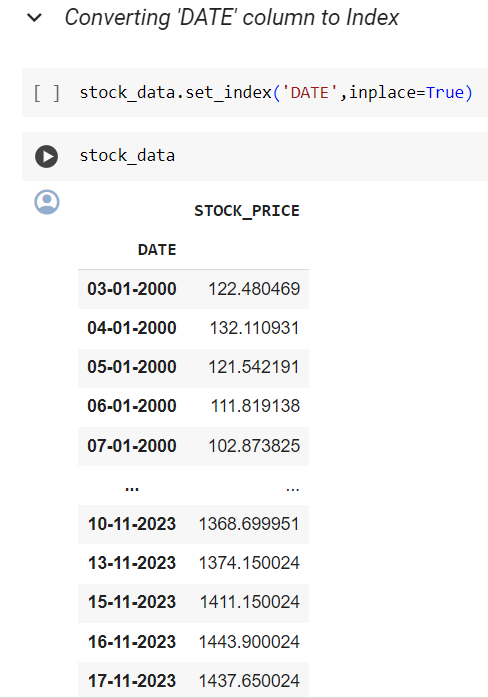 Converting 'DATE' column to Index
[ ] stock_data.set_index('DATE',inplace=True)
stock_data
STOCK_PRICE
DATE
03-01-2000 122.480469
04-01-2000 132.110931
05-01-2000 121.542191
06-01-2000 111.819138
07-01-2000 102.873825
... ...
10-11-2023 1368.699951
13-11-2023 1374.150024
15-11-2023 1411.150024
16-11-2023 1443.900024
17-11-2023 1437.650024